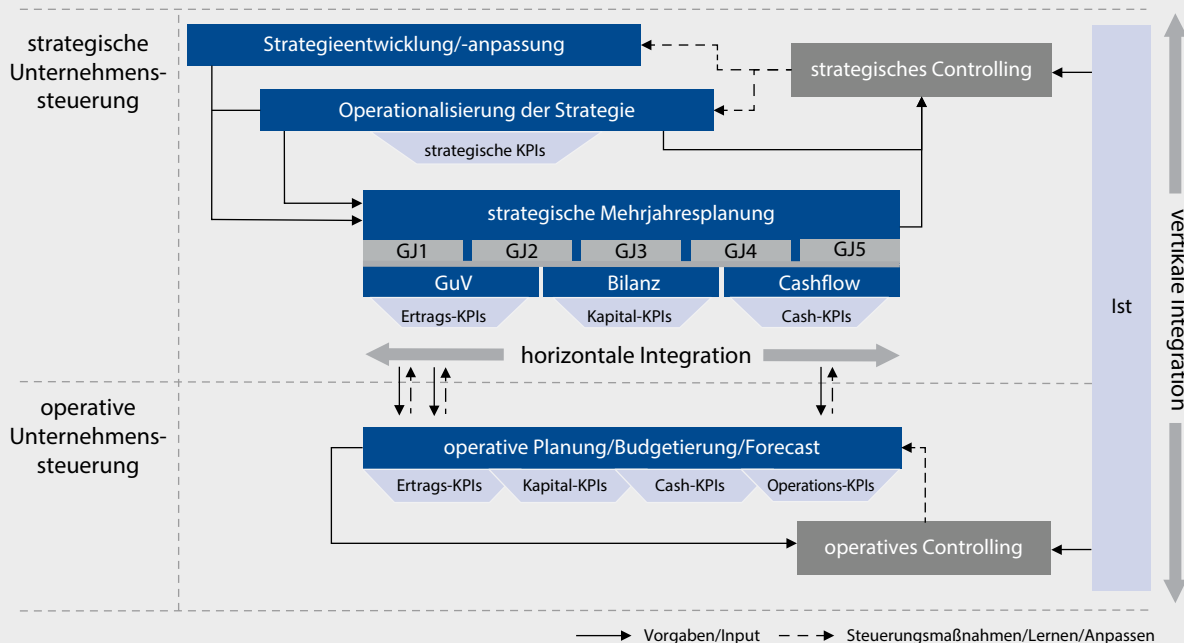 strategische
Unternehmens-
steuerung
Strategieentwicklung/-anpassung
strategisches Controlling
Operationalisierung der Strategie
strategische KPIs
strategische Mehrjahresplanung
GJ1 GJ2 GJ3 GJ4 GJ5
GuV Bilanz Cashflow
Ertrags-KPIs Kapital-KPIs Cash-KPIs
Ist
vertikale Integration
horizontale Integration
operative
Unternehmens-
steuerung
operative Planung/Budgetierung/Forecast
Ertrags-KPIs Kapital-KPIs Cash-KPIs Operations-KPIs
operatives Controlling
Vorgaben/Input Steuerungsmaßnahmen/Lernen/Anpassen